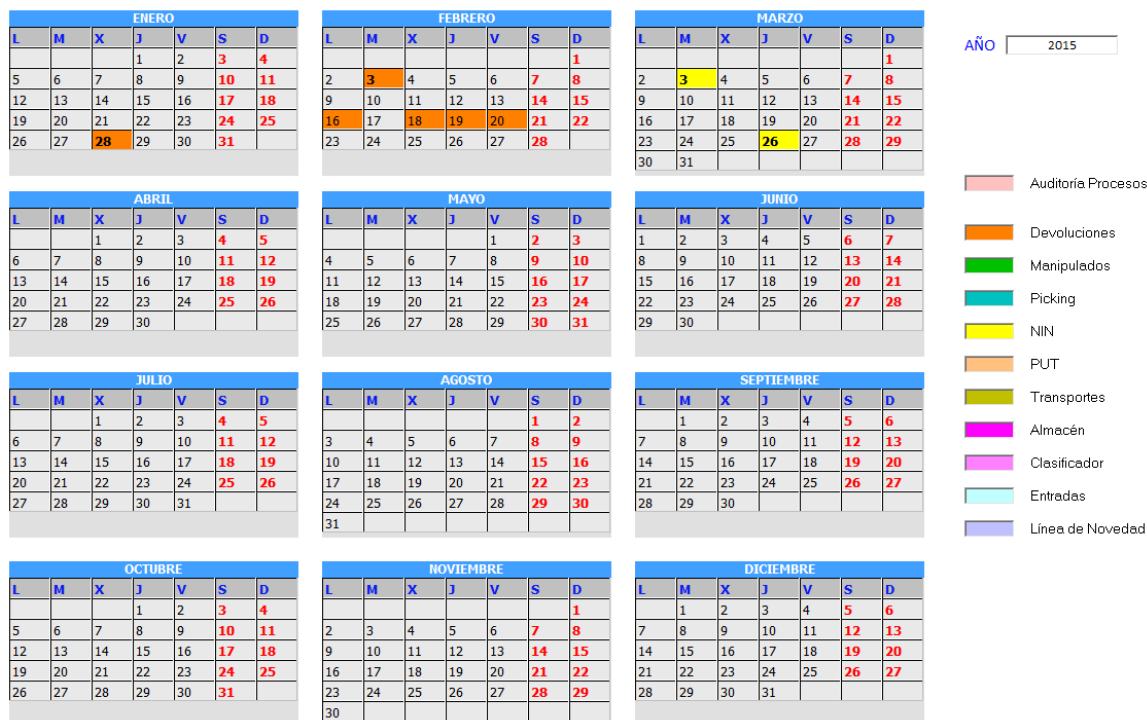 ENERO FEBRERO MARZO
L M X J V S D L M X J V S D L M X J V S D
1 2 3 4 1 1
5 6 7 8 9 10 11 2 3 4 5 6 7 8 2 3 4 5 6 7 8
12 13 14 15 16 17 18 9 10 11 12 13 14 15 9 10 11 12 13 14 15
19 20 21 22 23 24 25 16 17 18 19 20 21 22 16 17 18 19 20 21 22
26 27 28 29 30 31 23 24 25 26 27 28 23 24 25 26 27 28 29
30 31
ABRIL MAYO JUNIO
L M X J V S D L M X J V S D L M X J V S D
1 2 3 4 5 1 2 3 1 2 3 4 5 6 7
6 7 8 9 10 11 12 4 5 6 7 8 9 10 8 9 10 11 12 13 14
13 14 15 16 17 18 19 11 12 13 14 15 16 17 15 16 17 18 19 20 21
20 21 22 23 24 25 26 18 19 20 21 22 23 24 22 23 24 25 26 27 28
27 28 29 30 25 26 27 28 29 30 31 29 30
JULIO AGOSTO SEPTIEMBRE
L M X J V S D L M X J V S D L M X J V S D
1 2 3 4 5 1 2 1 2 3 4 5 6
6 7 8 9 10 11 12 3 4 5 6 7 8 9 7 8 9 10 11 12 13
13 14 15 16 17 18 19 10 11 12 13 14 15 16 14 15 16 17 18 19 20
20 21 22 23 24 25 26 17 18 19 20 21 22 23 21 22 23 24 25 26 27
27 28 29 30 31 24 25 26 27 28 29 30 28 29 30
31
OCTUBRE NOVIEMBRE DICIEMBRE
L M X J V S D L M X J V S D L M X J V S D
1 2 3 4 1 1 2 3 4 5 6
5 6 7 8 9 10 11 2 3 4 5 6 7 8 7 8 9 10 11 12 13
12 13 14 15 16 17 18 9 10 11 12 13 14 15 14 15 16 17 18 19 20
19 20 21 22 23 24 25 16 17 18 19 20 21 22 21 22 23 24 25 26 27
26 27 28 29 30 31 23 24 25 26 27 28 29 28 29 30 31
30
AÑO 2015
Auditoría Procesos
Devoluciones
Manipulados
Picking
NIN
PUT
Transportes
Almacén
Clasificador
Entradas
Línea de Novedad